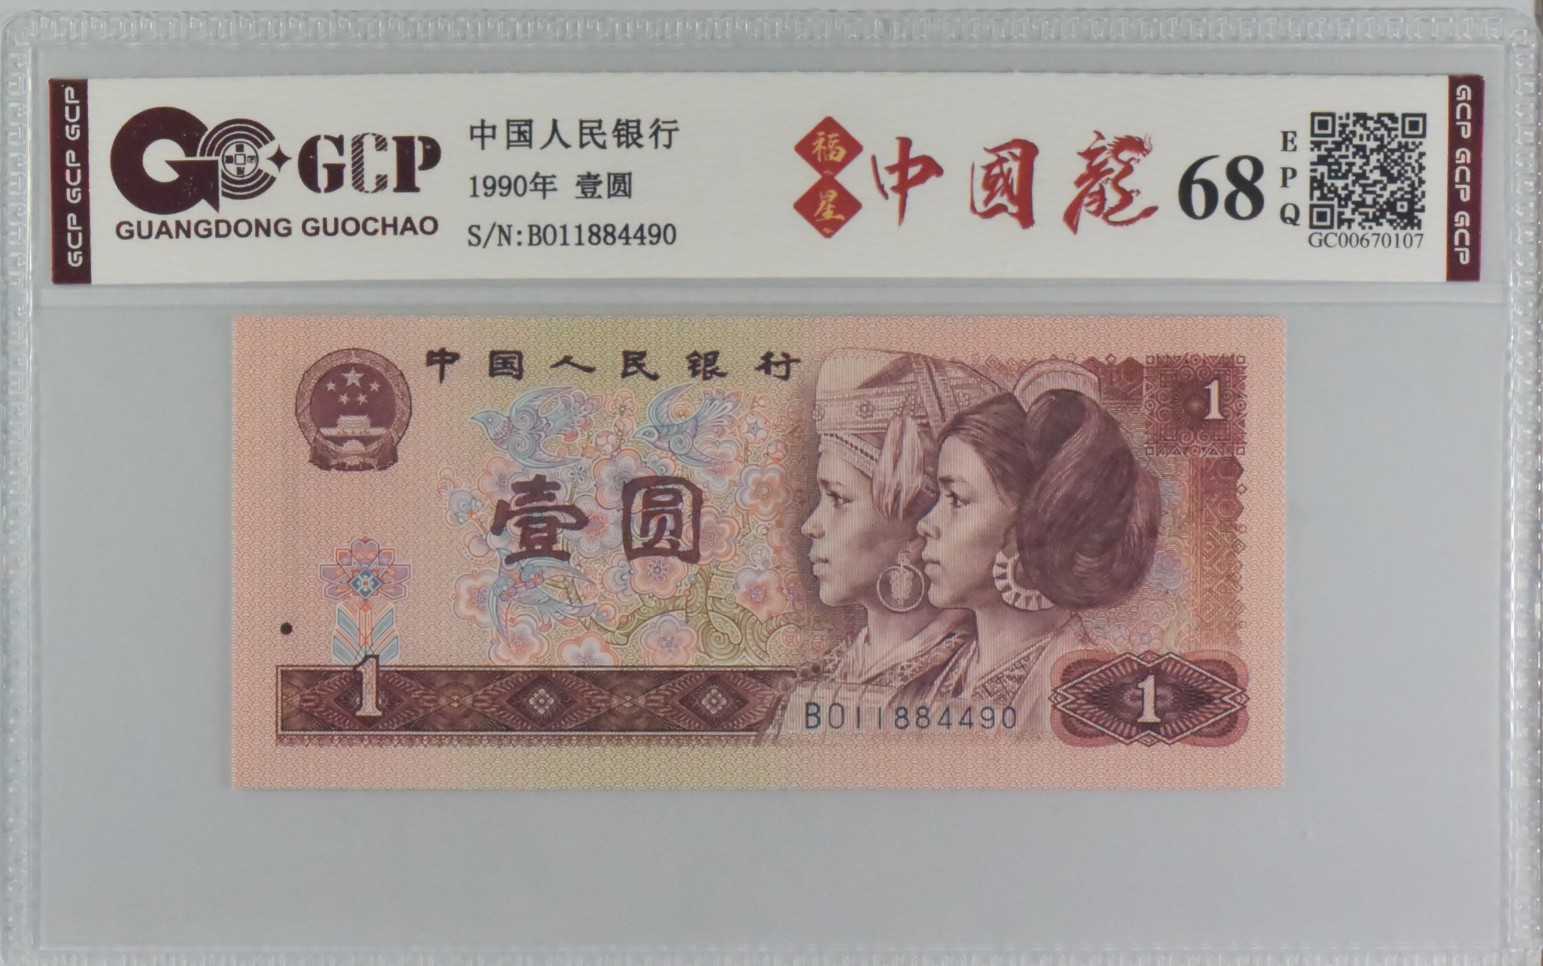 GCP GCP GCP
GCP
GUANGDONG GUOCHAO
中国人民银行
1990年 壹圆
S/N:B011884490
福星
中國龍
68
EPQ
GC00670107
GCP GCP GCP
中国人民银行
1
壹圆
1
B011884490
1